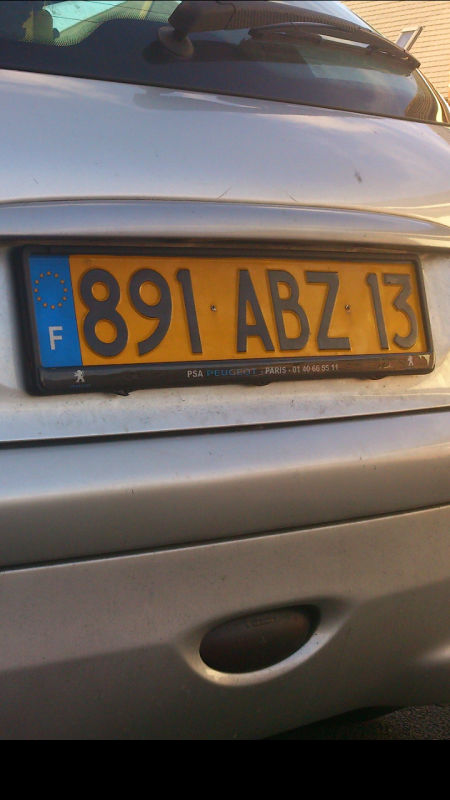 F 891 ABZ 13
PSA PEUGEOT - PARIS - 01 40 66 55 11